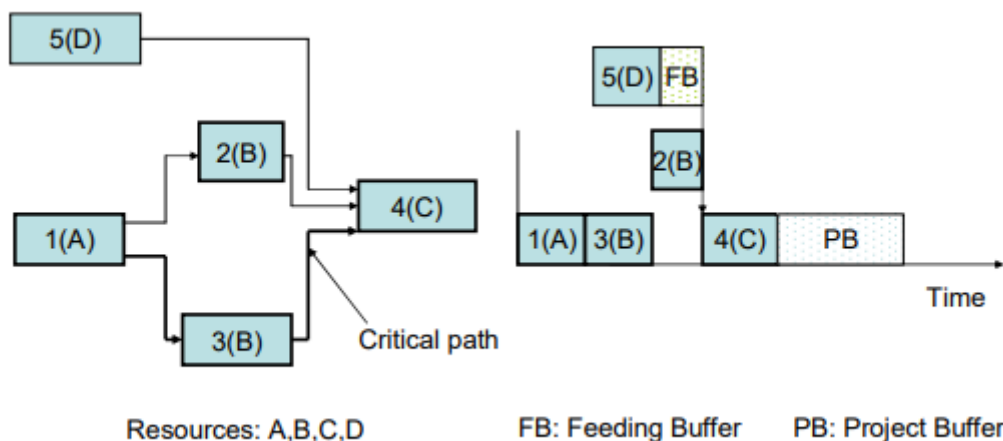 5(D)
2(B)
1(A)
4(C)
3(B)
Critical path
Resources: A,B,C,D
5(D) FB
2(B)
1(A) 3(B) 4(C) PB
Time
FB: Feeding Buffer PB: Project Buffer